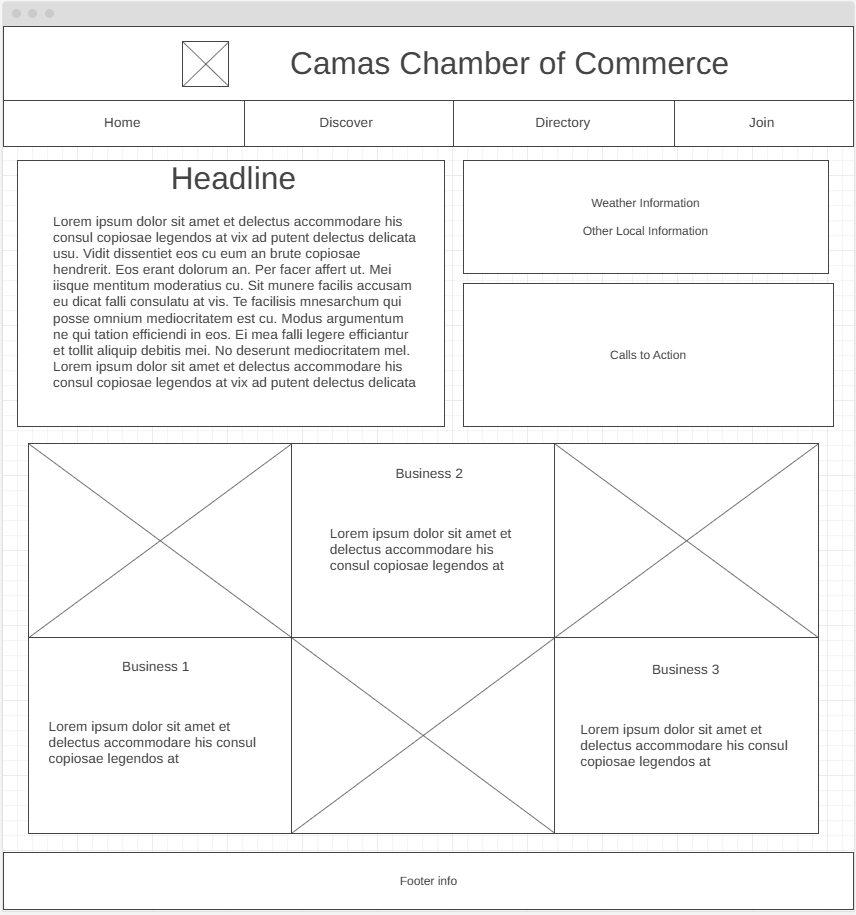 Camas Chamber of Commerce
Home
Discover
Directory
Join
Headline
Lorem ipsum dolor sit amet et delectus accommodare his
consul copiosae legendos at vix ad putent delectus delicata
usu. Vidit dissentiet eos cu eum an brute copiosae
hendrerit. Eos erant dolorum an. Per facer affert ut. Mei
iisque mentitum moderatius cu. Sit munere facilis accusam
eu dicat falli consulatu at vis. Te facilisis mnesarchum qui
posse omnium mediocritatem est cu. Modus argumentum
ne qui tation efficiendi in eos. Ei mea falli legere efficiantur
et tollit aliquip debitis mei. No deserunt mediocritatem mel.
Lorem ipsum dolor sit amet et delectus accommodare his
consul copiosae legendos at vix ad putent delectus delicata
Weather Information
Other Local Information
Calls to Action
Business 2
Lorem ipsum dolor sit amet et
delectus accommodare his
consul copiosae legendos at
Business 1
Lorem ipsum dolor sit amet et
delectus accommodare his consul
copiosae legendos at
Business 3
Lorem ipsum dolor sit amet et
delectus accommodare his consul
copiosae legendos at
Footer info